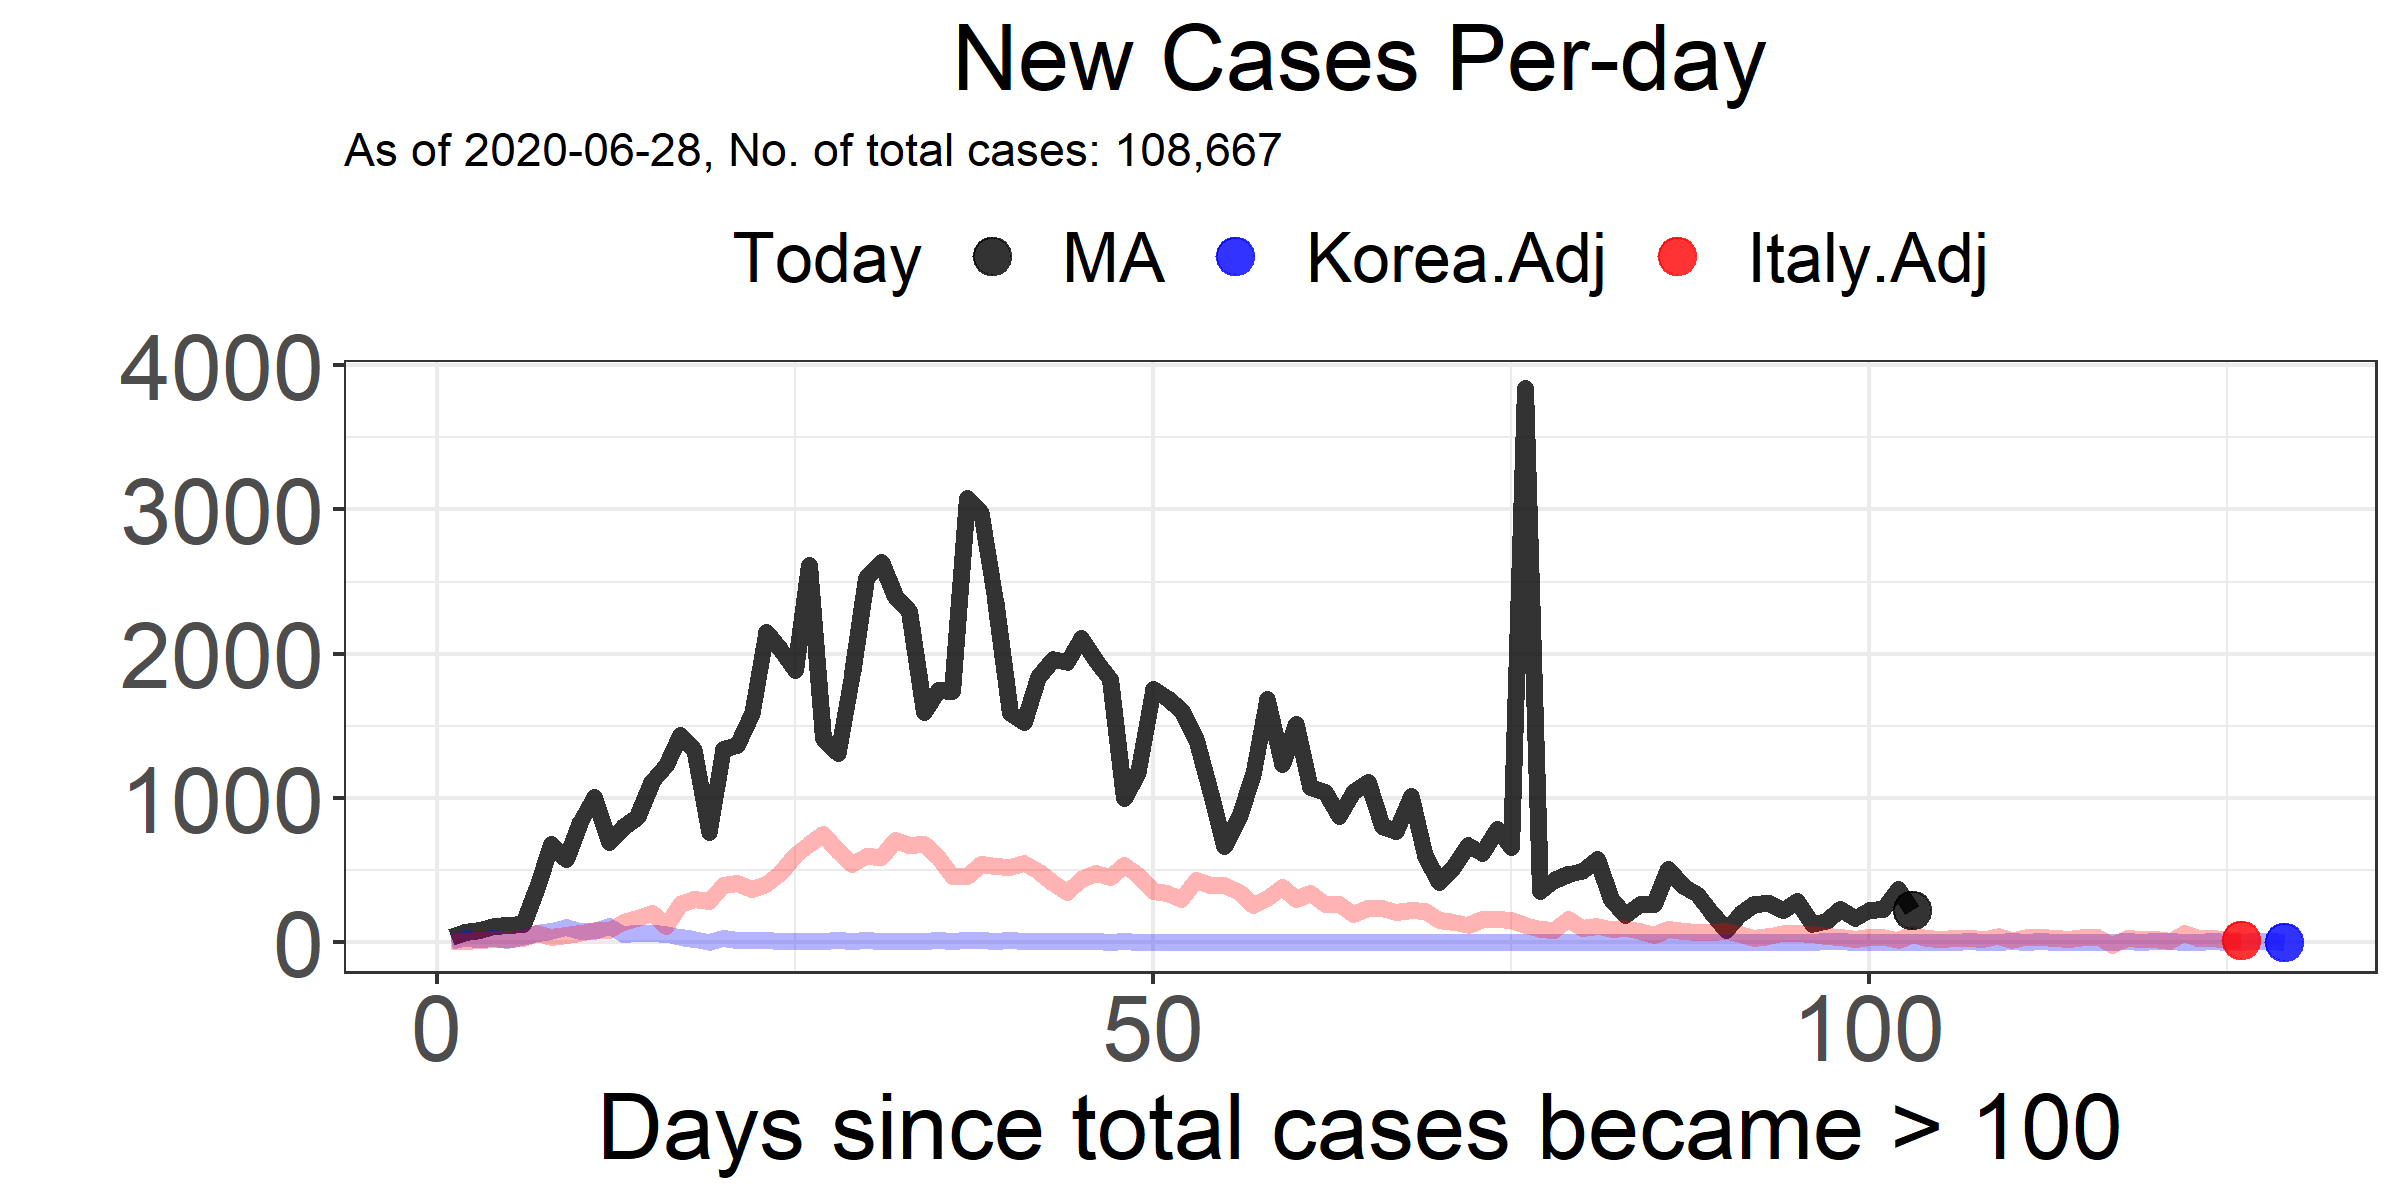 New Cases Per-day
As of 2020-06-28, No. of total cases: 108,667
Today MA Korea.Adj Italy.Adj
4000
3000
2000
1000
0
0 50 100
Days since total cases became > 100